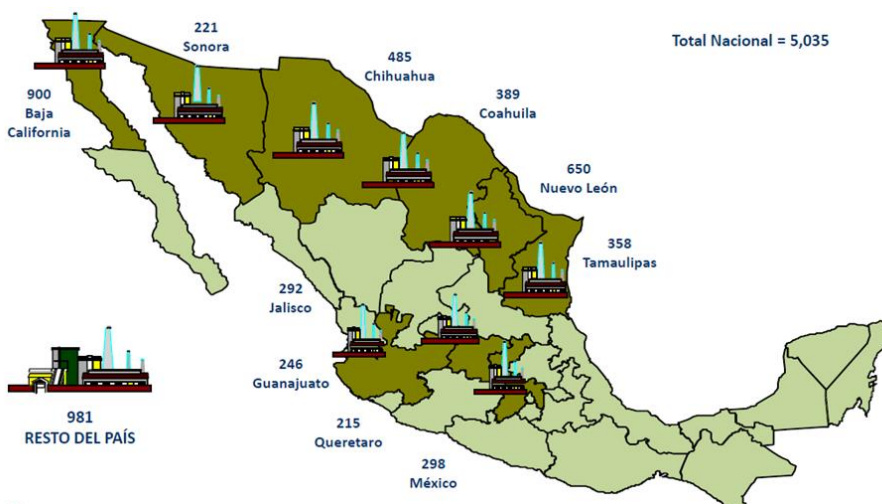 221
Sonora
485
Chihuahua
Total Nacional = 5,035
389
Coahuila
900
Baja
California
650
Nuevo León
358
Tamaulipas
292
Jalisco
246
Guanajuato
981
RESTO DEL PAÍS
215
Queretaro
298
México